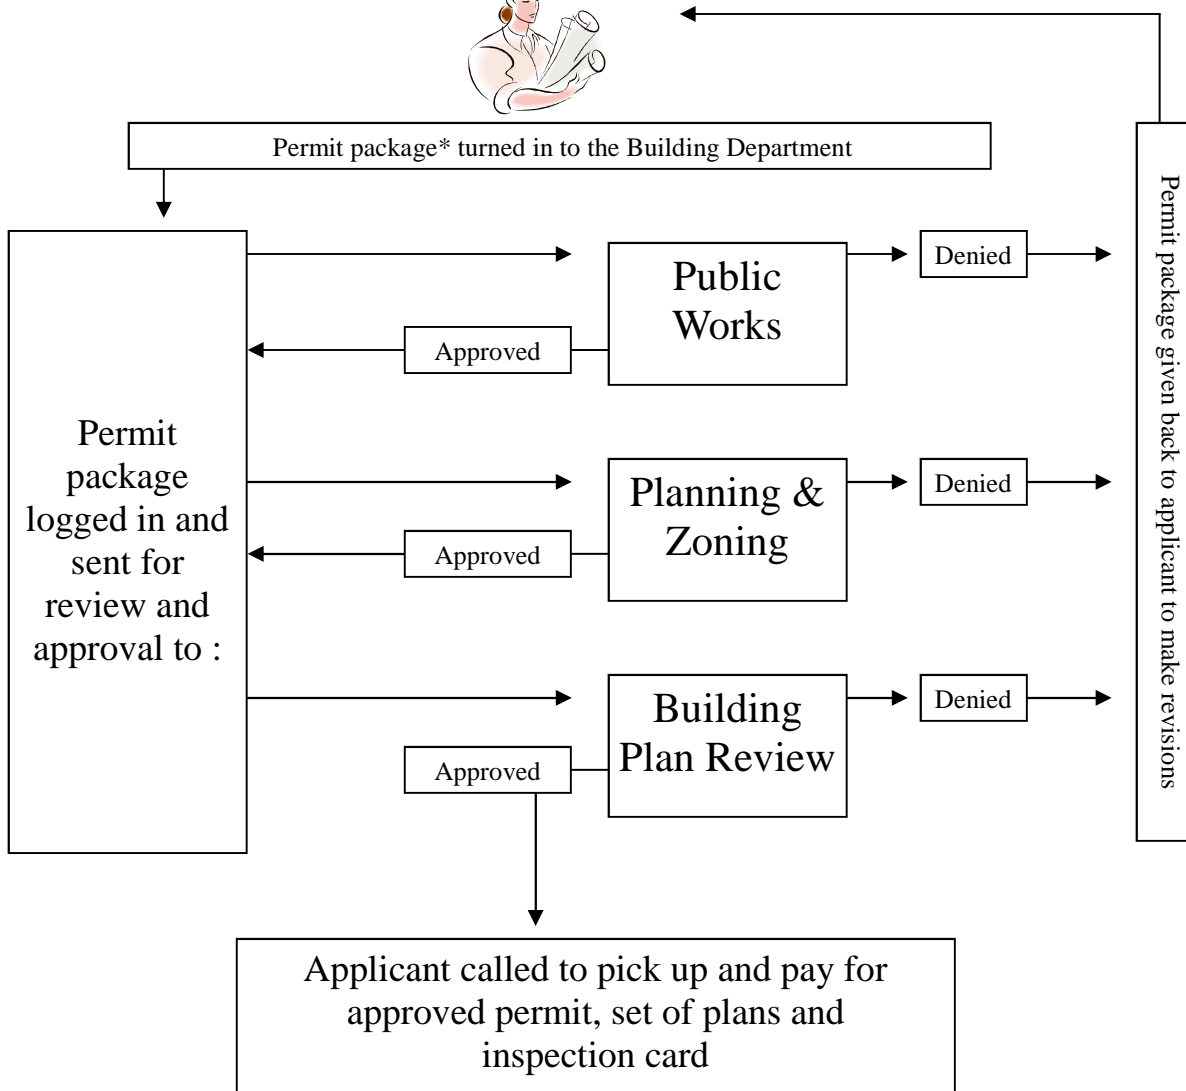 Permit package* turned in to the Building Department
Permit
package
logged in and
sent for
review and
approval to :
Public
Works
Denied
Approved
Planning &
Zoning
Denied
Approved
Building
Plan Review
Denied
Approved
Permit package given back to applicant to make revisions
Applicant called to pick up and pay for
approved permit, set of plans and
inspection card